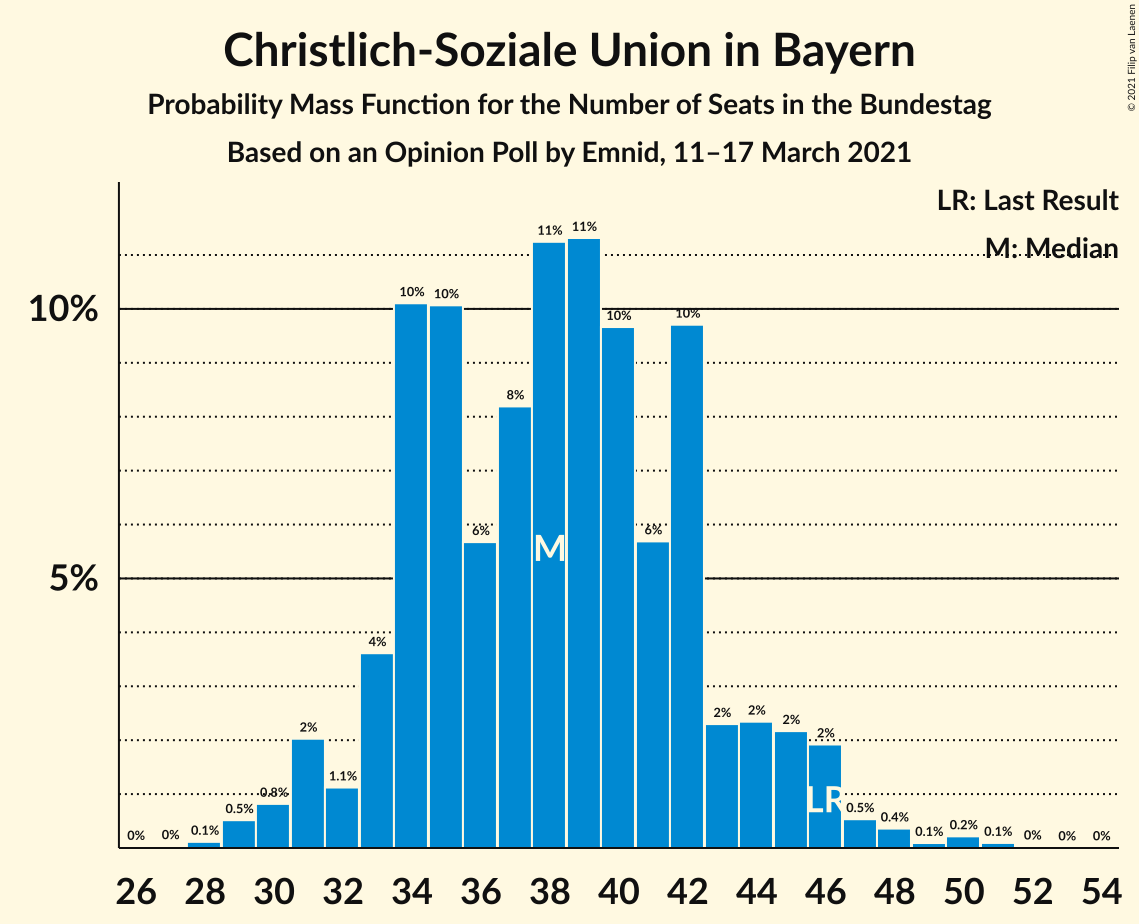 Christlich-Soziale Union in Bayern
Probability Mass Function for the Number of Seats in the Bundestag
Based on an Opinion Poll by Emnid, 11–17 March 2021
© 2021 Filip van Laenen
LR: Last Result
M: Median
10%
5%
0% 0% 0.1% 0.5% 0.8% 2% 1.1% 4% 10% 10% 6% 8% 11% 11% 10% 6% 10% 2% 2% 2% 2% 0.5% 0.4% 0.1% 0.2% 0.1% 0% 0% 0%
M
LR
26 28 30 32 34 36 38 40 42 44 46 48 50 52 54